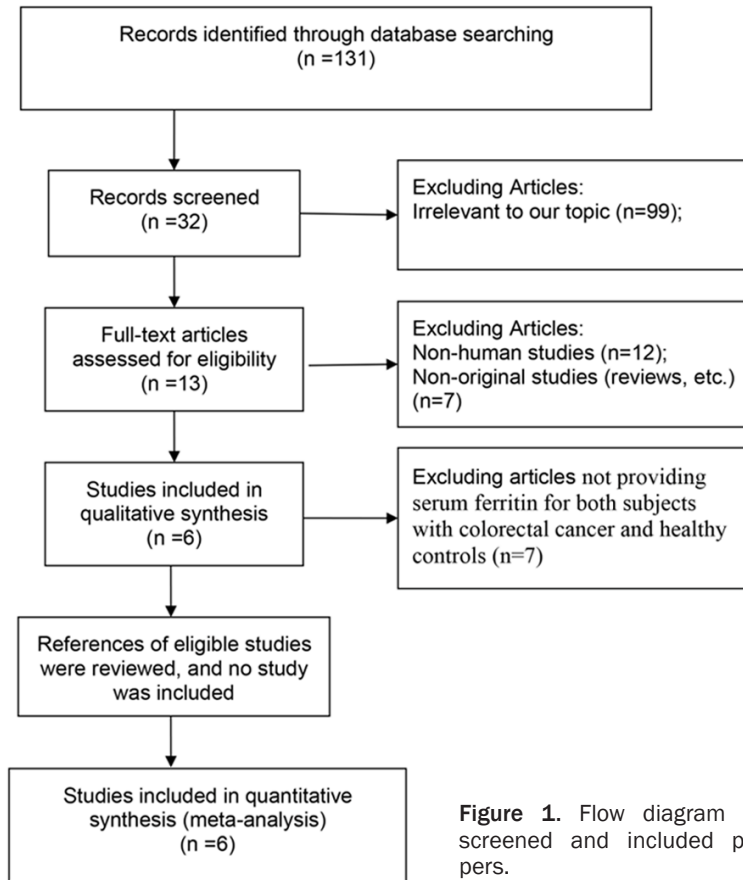 Records identified through database searching
(n =131)
Records screened
(n =32)
Excluding Articles:
Irrelevant to our topic (n=99);
Full-text articles
assessed for eligibility
(n =13)
Excluding Articles:
Non-human studies (n=12);
Non-original studies (reviews, etc.)
(n=7)
Studies included in
qualitative synthesis
(n =6)
Excluding articles not providing
serum ferritin for both subjects
with colorectal cancer and healthy
controls (n=7)
References of eligible studies
were reviewed, and no study
was included
Studies included in quantitative
synthesis (meta-analysis)
(n =6)
Figure 1. Flow diagram
screened and included p
pers.